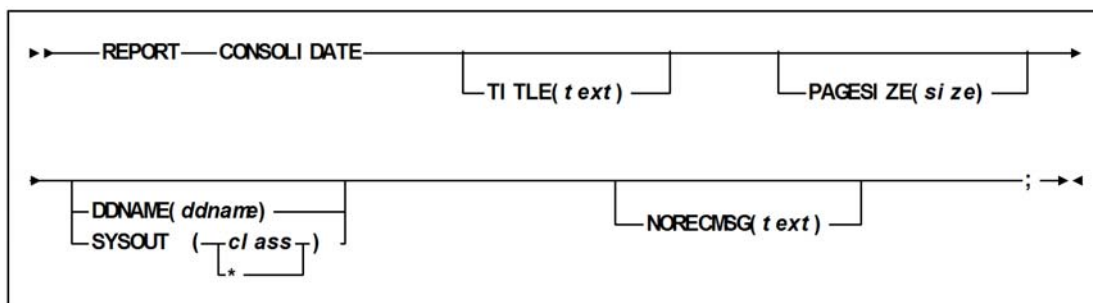 REPORT CONSOLIDATE
TITLE(text) PAGESIZE(size)
;
DDNAME(ddname) NORECMSG(text)
SYSOUT (class)
*